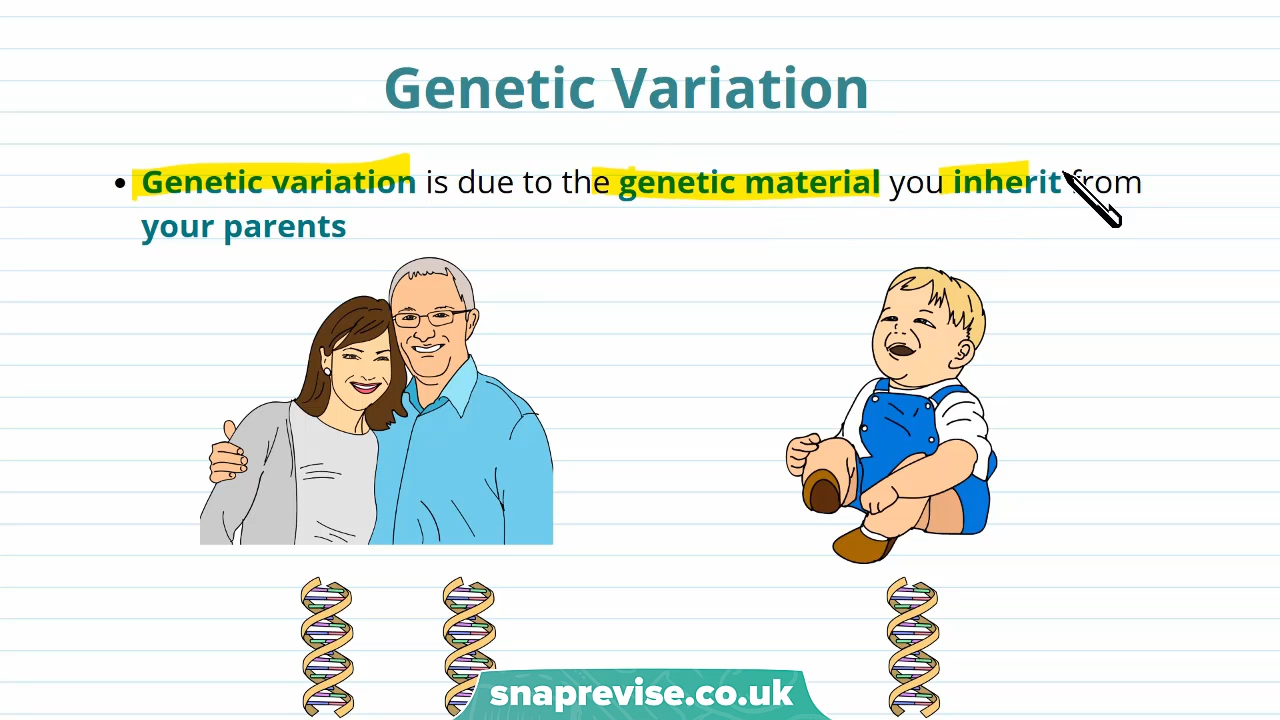 Genetic Variation
• Genetic variation is due to the genetic material you inherit from
your parents
snaprevise.co.uk